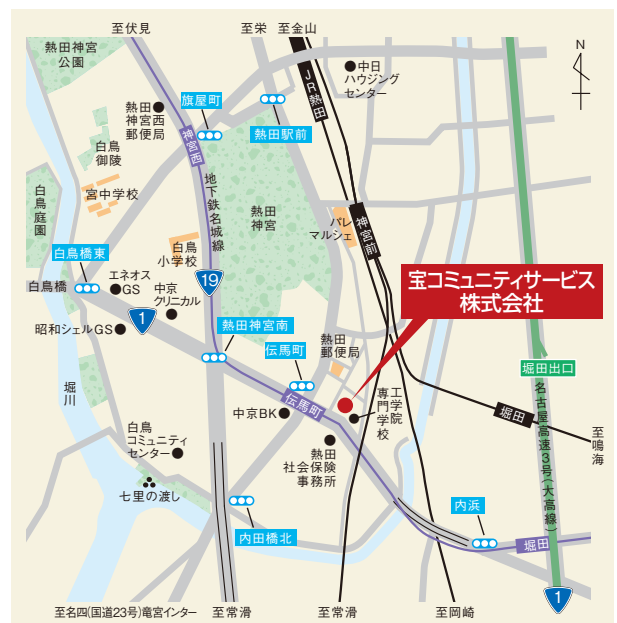 至伏見
至栄
至金山
熱田神宮
公園
中日
ハウジング
センター
N
JR熱田
旗屋町
熱田
神宮西
郵便局
熱田駅前
神宮西
白鳥
御陵
地下鉄名城線
宮中学校
白鳥庭園
熱田
神宮
パレ
マルシェ
神宮前
白鳥
小学校
白鳥橋東
エネオス
GS
19
宝コミュニティサービス
株式会社
白鳥橋
中京
クリニカル
1
昭和シェルGS
熱田神宮南
熱田
郵便局
伝馬町
堀田出口
堀川
伝馬町
工学院
専門学校
名古屋高速3号(大高線)
中京BK
堀田
至鳴海
白鳥
コミュニティ
センター
熱田
社会保険
事務所
七里の渡し
内浜
内田橋北
堀田
1
至名四(国道23号)竜宮インター
至常滑
至常滑
至岡崎